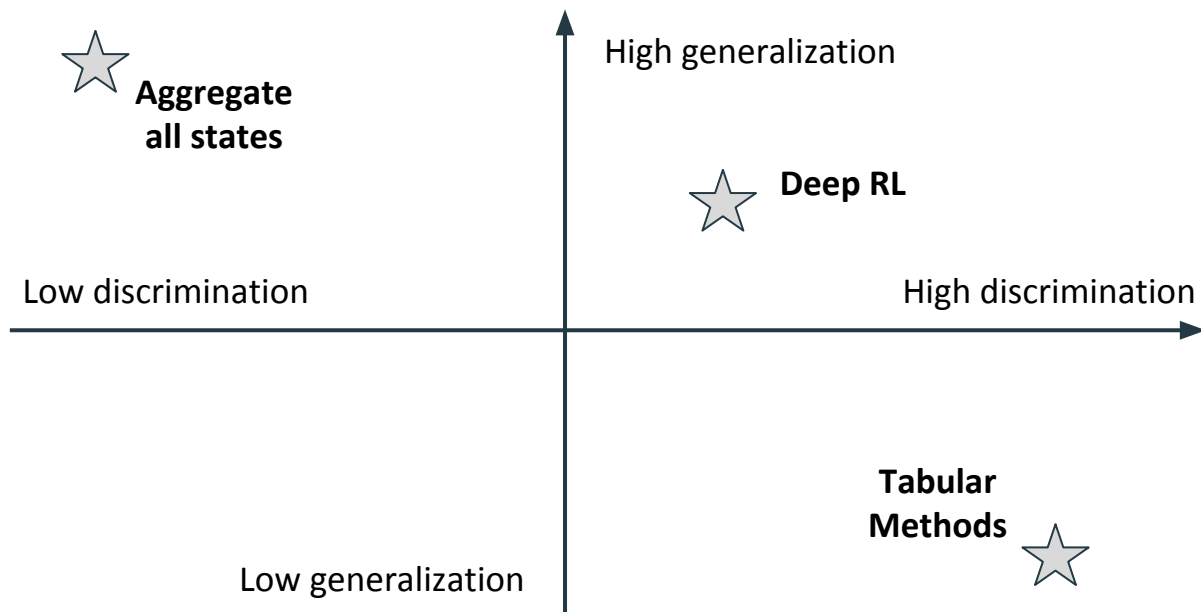 High generalization
Aggregate
all states
Deep RL
Low discrimination
High discrimination
Tabular
Methods
Low generalization